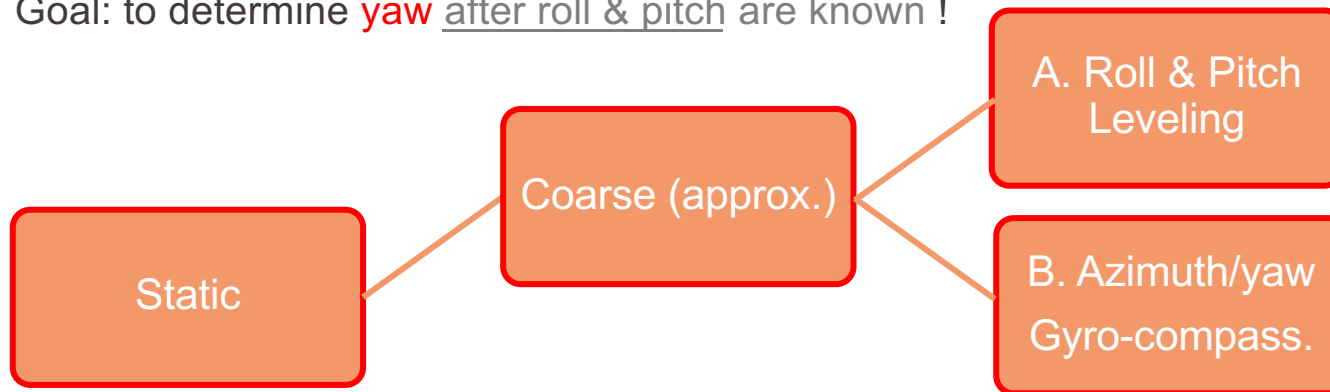 Goal: to determine yaw after roll & pitch are known !
A. Roll & Pitch
Leveling
Coarse (approx.)
Static
B. Azimuth/yaw
Gyro-compass.